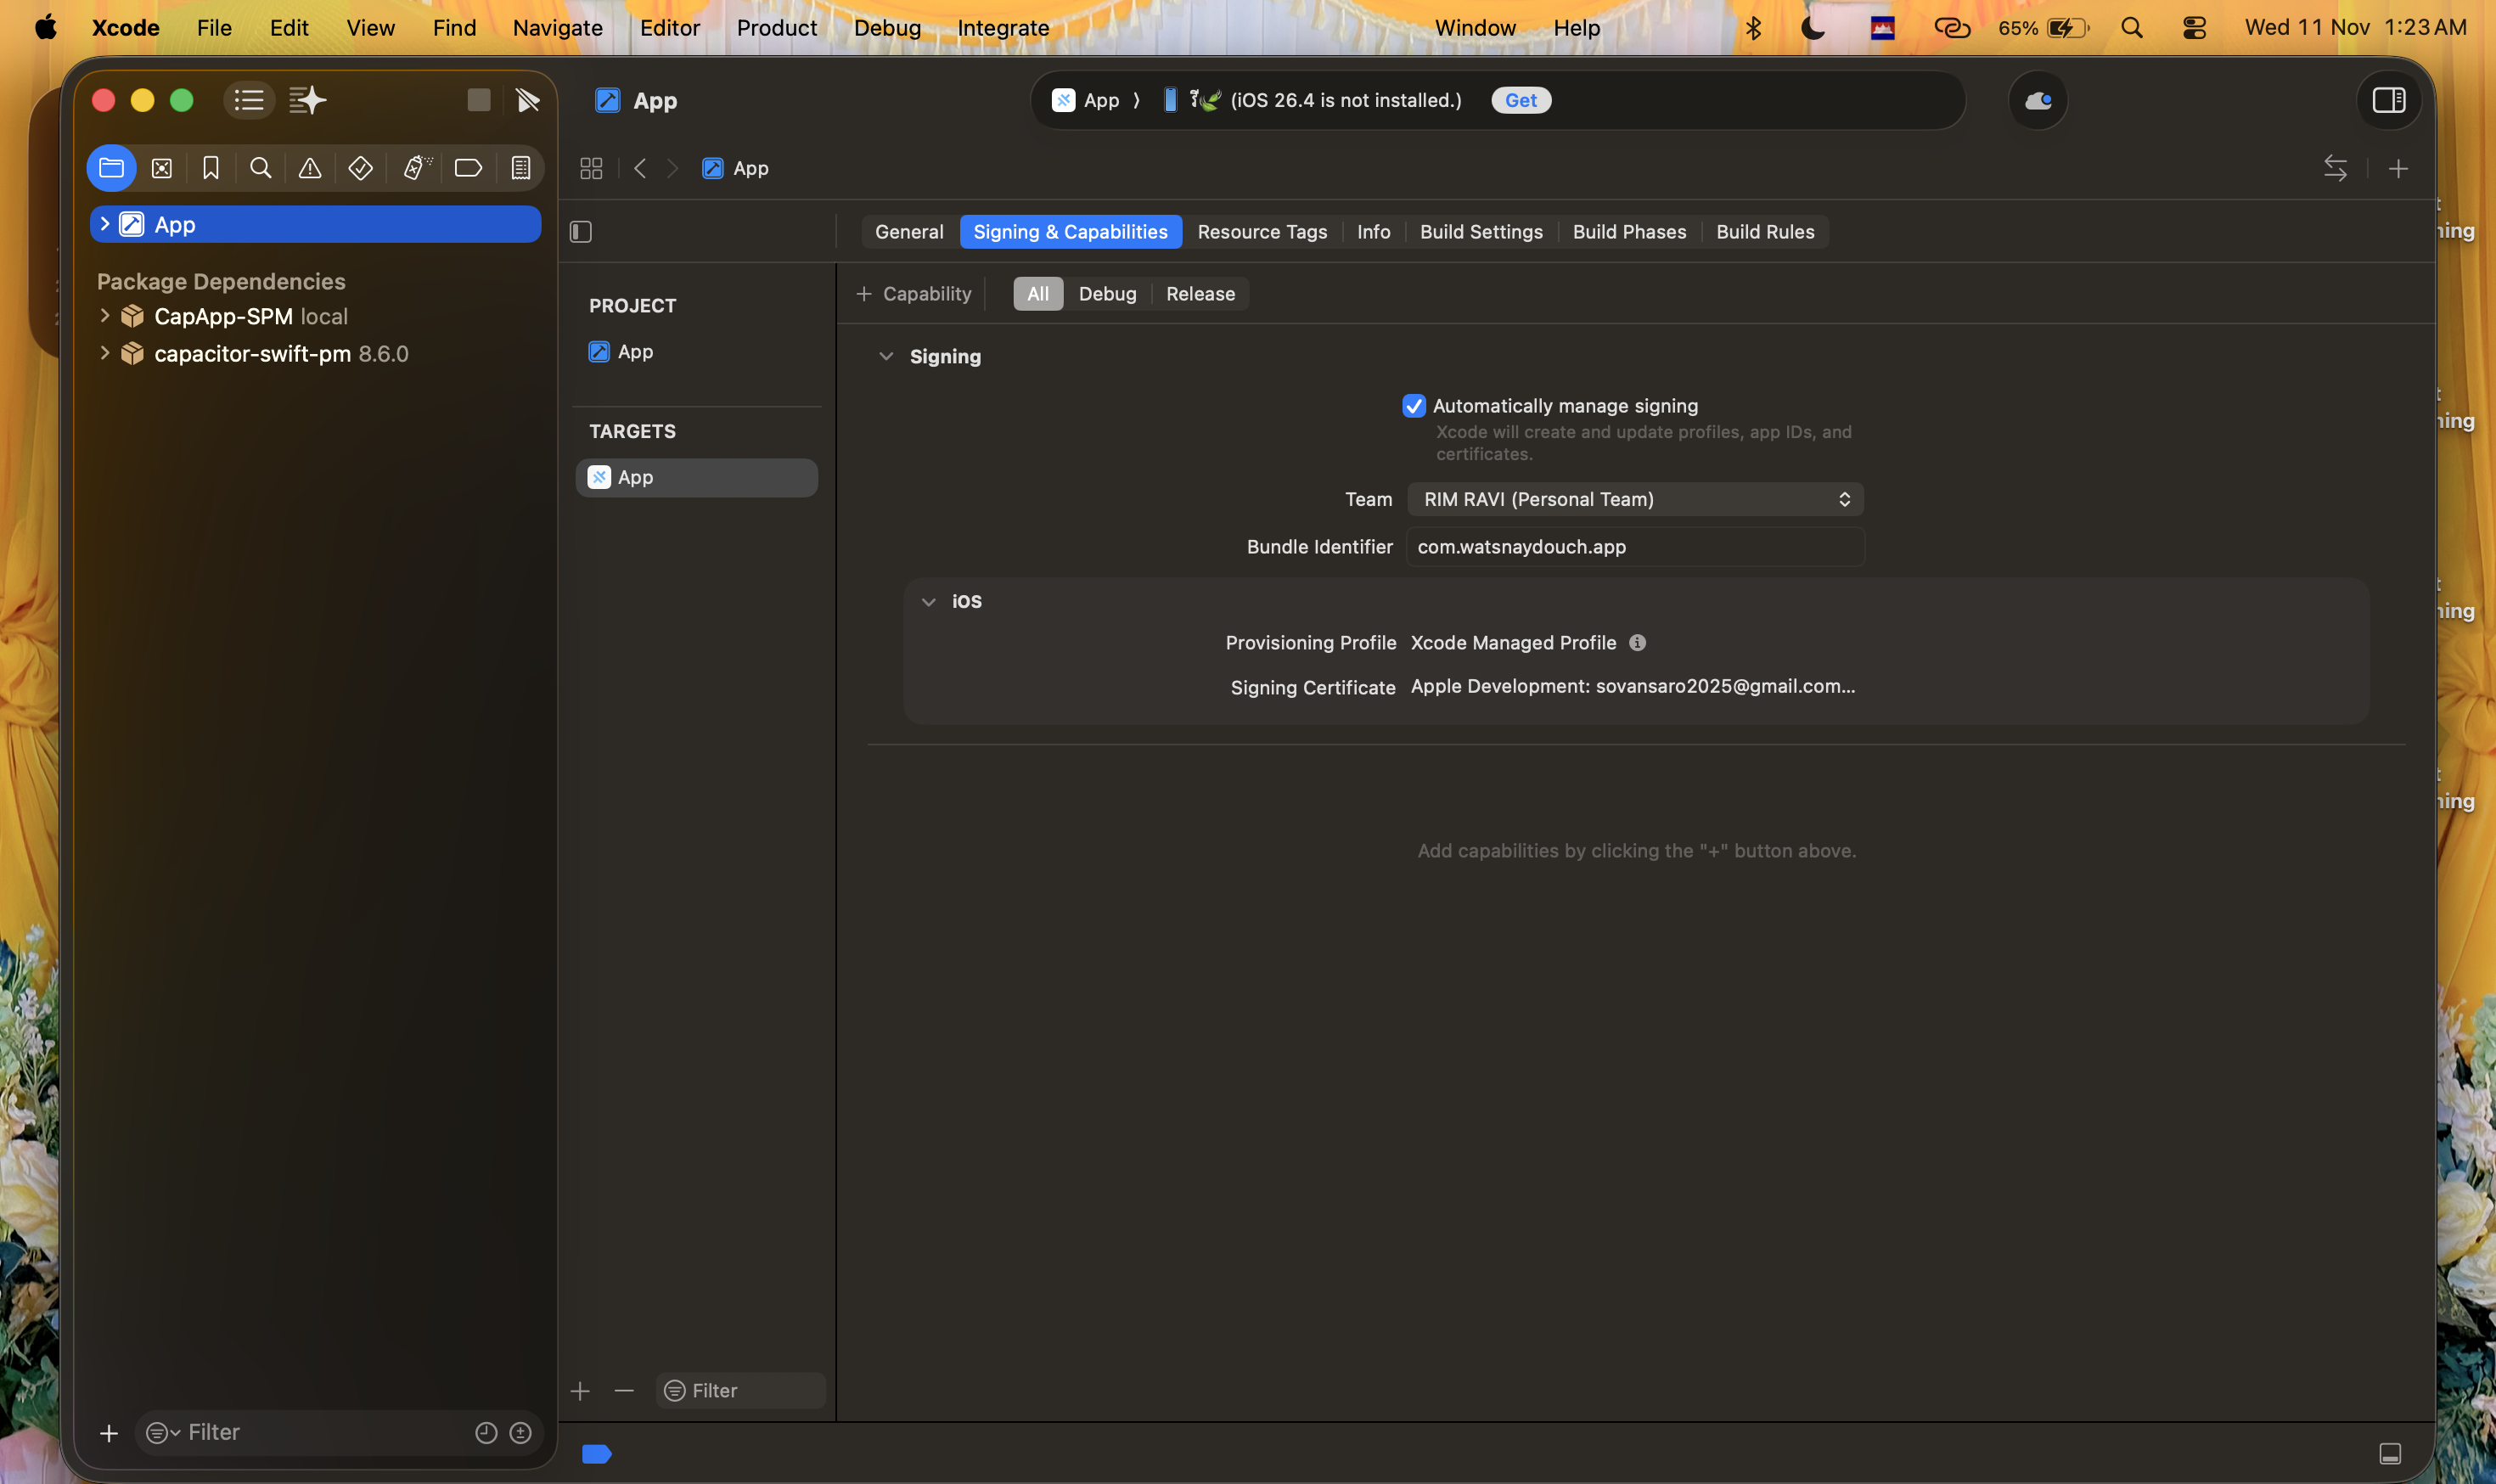 Xcode File Edit View Find Navigate Editor Product Debug Integrate Window Help 65% Wed 11 Nov 1:23 AM
App
App (iOS 26.4 is not installed.) Get
App
App
General Signing & Capabilities Resource Tags Info Build Settings Build Phases Build Rules
Package Dependencies
CapApp-SPM local
capacitor-swift-pm 8.6.0
Filter
PROJECT
App
TARGETS
App
Filter
+ Capability All Debug Release
Signing
Automatically manage signing
Xcode will create and update profiles, app IDs, and
certificates.
Team RIM RAVI (Personal Team)
Bundle Identifier com.watsnaydouch.app
iOS
Provisioning Profile Xcode Managed Profile
Signing Certificate Apple Development: sovansaro2025@gmail.com...
Add capabilities by clicking the "+" button above.